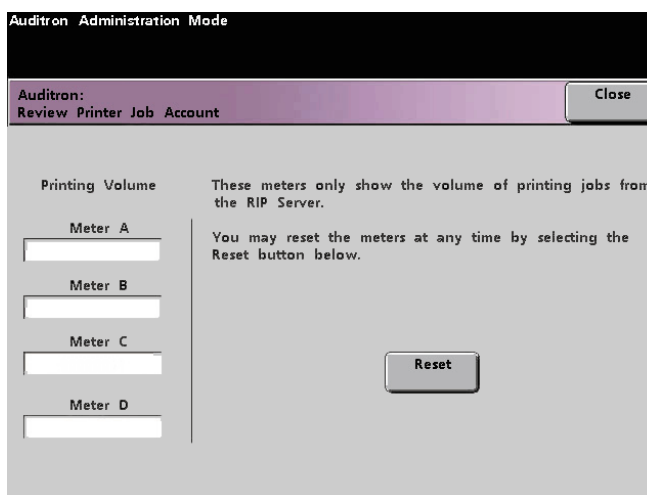 Auditron Administration Mode
Auditron:
Review Printer Job Account
Close
Printing Volume
Meter A
Meter B
Meter C
Meter D
These meters only show the volume of printing jobs from
the RIP Server.
You may reset the meters at any time by selecting the
Reset button below.
Reset